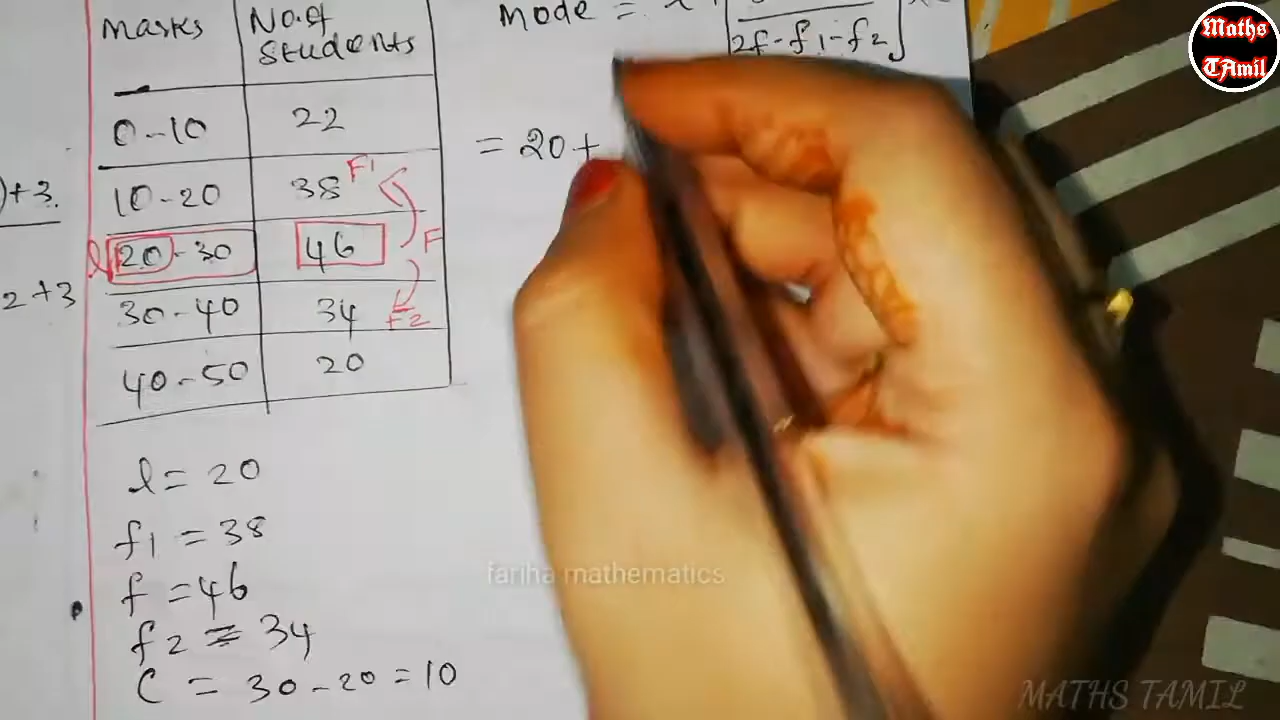 Marks No. of Students
0-10 22
10-20 38 F1
l 20-30 46 F
30-40 34 F2
40-50 20
)+3.
2+3
l = 20
f1 = 38
f = 46
f2 = 34
C = 30-20 = 10
Mode =
2f-f1-f2
= 20+
Maths
TAmil
fariha mathematics
MATHS TAMIL